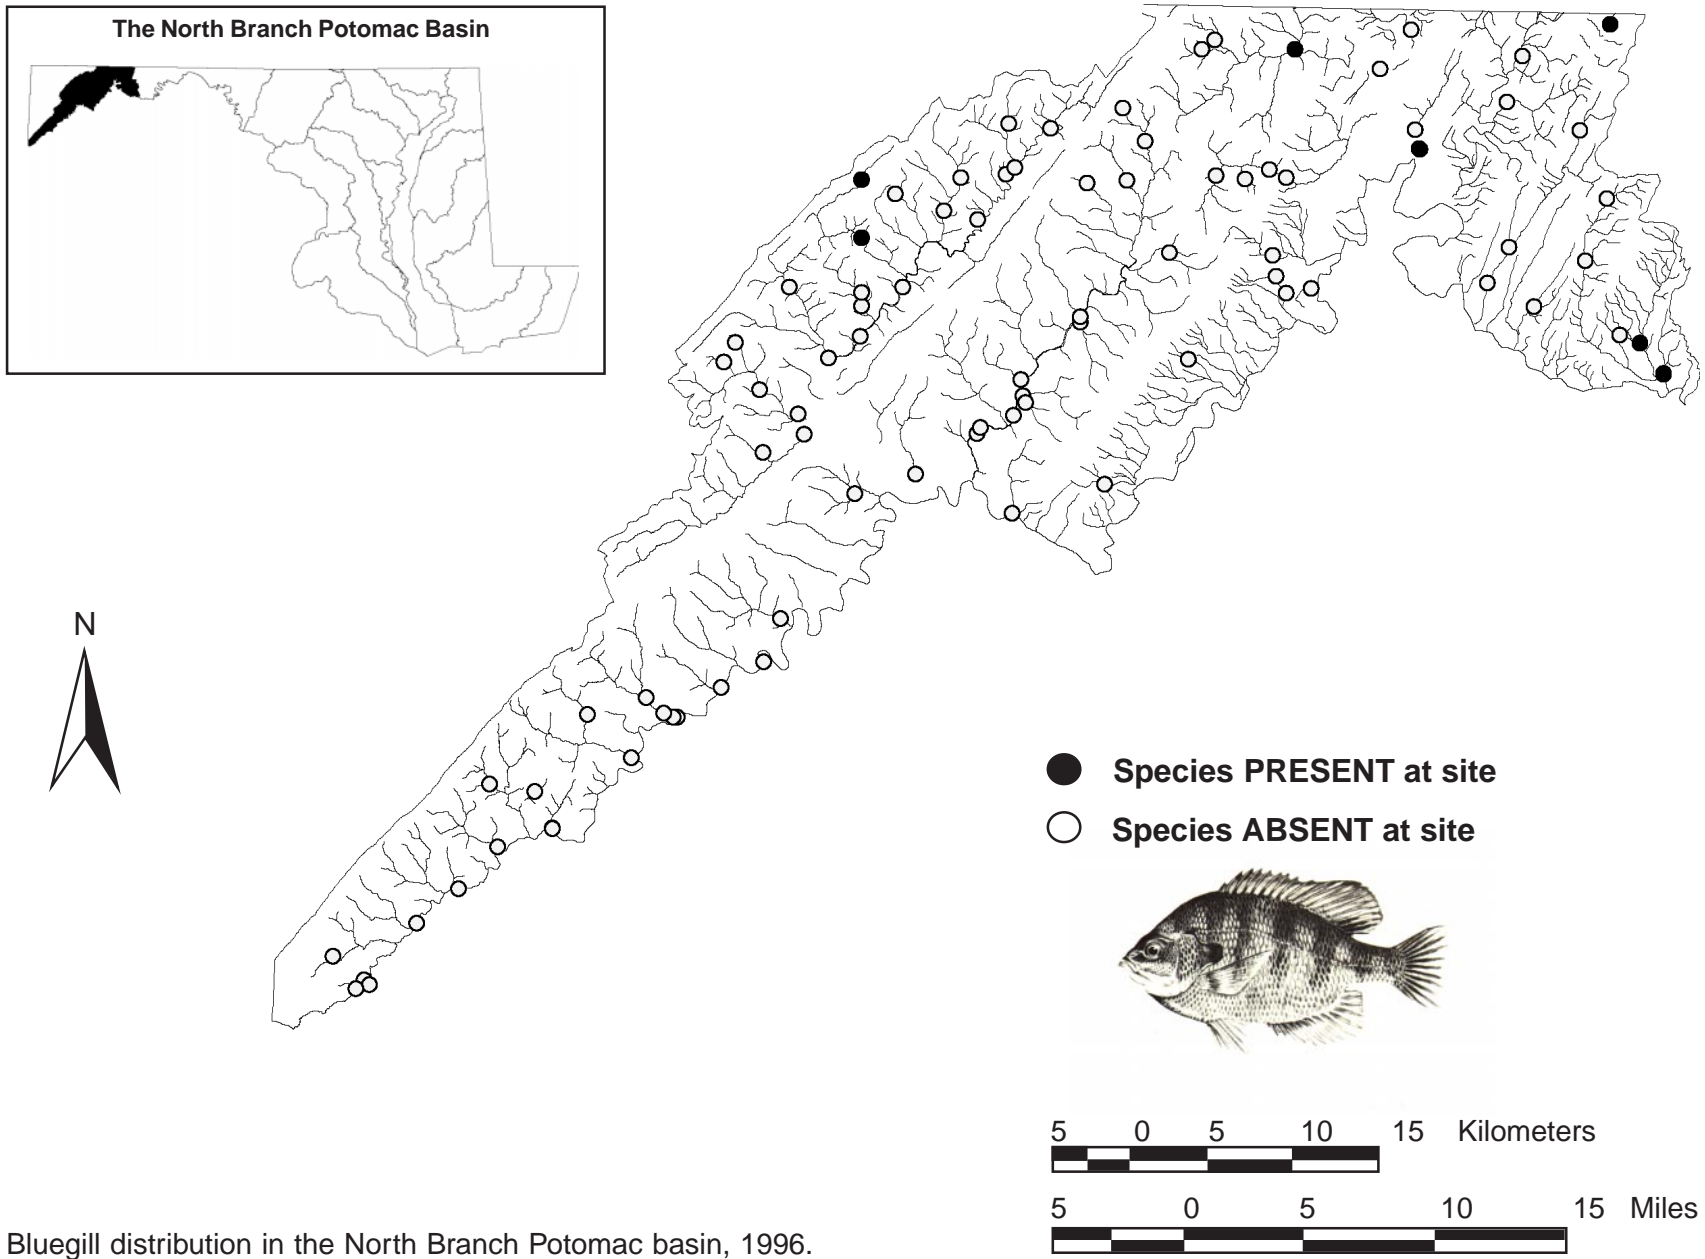 The North Branch Potomac Basin
N
Species PRESENT at site
Species ABSENT at site
5 0 5 10 15 Kilometers
5 0 5 10 15 Miles
Bluegill distribution in the North Branch Potomac basin, 1996.